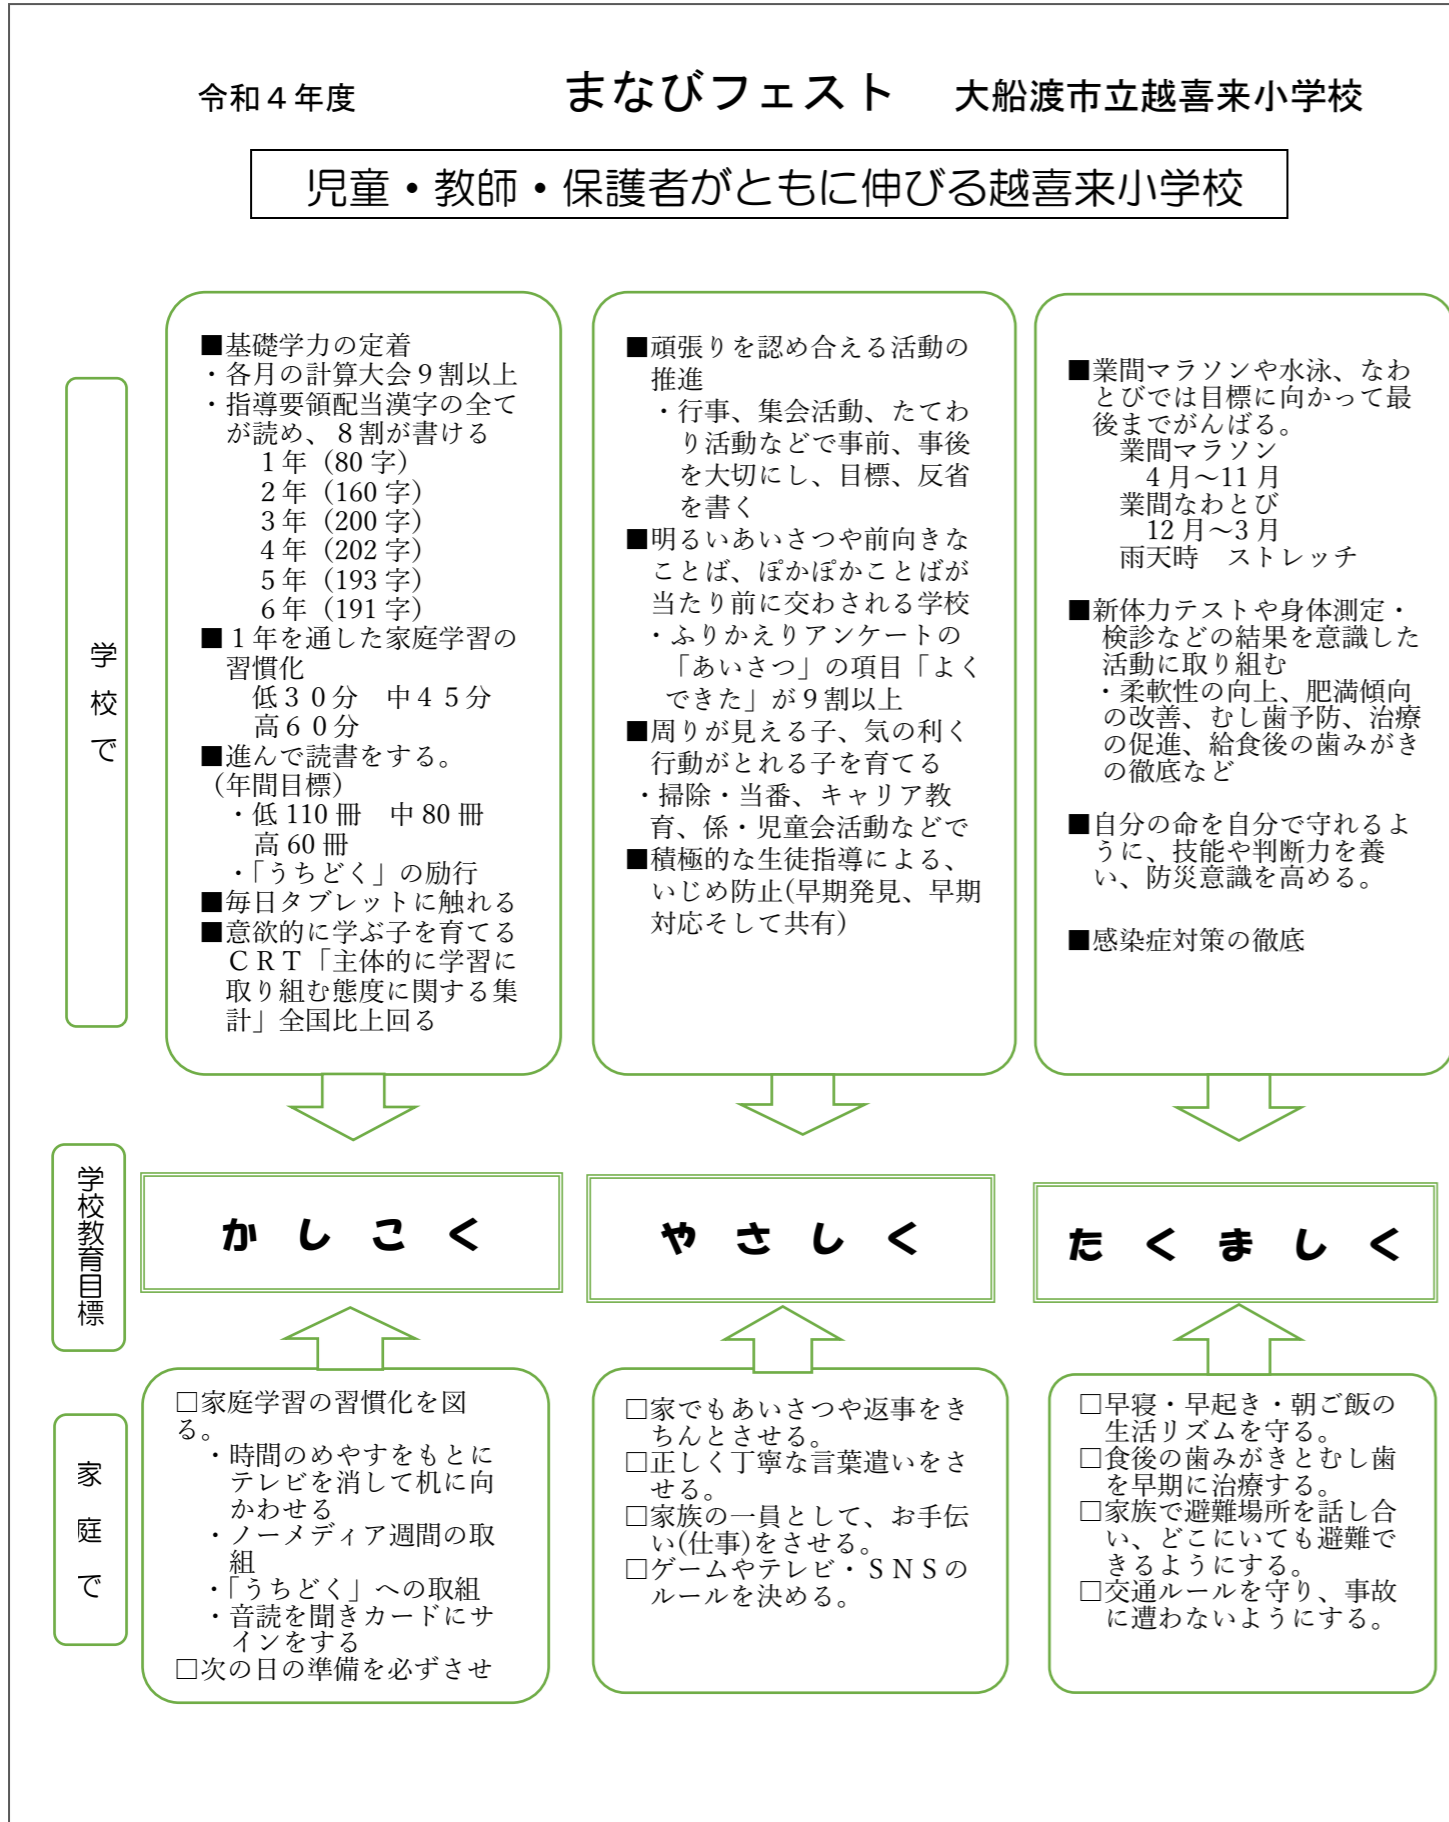 令和４年度　まなびフェスト　大船渡市立越喜来小学校
児童・教師・保護者がともに伸びる越喜来小学校
学校で
■基礎学力の定着
・各月の計算大会９割以上
・指導要領配当漢字の全て
が読め、８割が書ける
１年（80 字）
２年（160 字）
３年（200 字）
４年（202 字）
５年（193 字）
６年（191 字）
■１年を通した家庭学習の
習慣化
低３０分　中４５分
高６０分
■進んで読書をする。
（年間目標）
・低 110 冊　中 80 冊
高 60 冊
・「うちどく」の励行
■毎日タブレットに触れる
■意欲的に学ぶ子を育てる
ＣＲＴ「主体的に学習に
取り組む態度に関する集
計」全国比上回る
■頑張りを認め合える活動の
推進
・行事、集会活動、たてわ
り活動などで事前、事後
を大切にし、目標、反省
を書く
■明るいあいさつや前向きな
ことば、ぽかぽかことばが
当たり前に交わされる学校
・ふりかえりアンケートの
「あいさつ」の項目「よく
できた」が９割以上
■周りが見える子、気の利く
行動がとれる子を育てる
・掃除・当番、キャリア教
育、係・児童会活動などで
■積極的な生徒指導による、
いじめ防止(早期発見、早期
対応そして共有)
■業間マラソンや水泳、なわ
とびでは目標に向かって最
後までがんばる。
業間マラソン
４月～11 月
業間なわとび
12 月～3 月
雨天時　ストレッチ
■新体力テストや身体測定・
検診などの結果を意識した
活動に取り組む
・柔軟性の向上、肥満傾向
の改善、むし歯予防、治療
の促進、給食後の歯みがき
の徹底など
■自分の命を自分で守れるよ
うに、技能や判断力を養
い、防災意識を高める。
■感染症対策の徹底
学校教育目標
かしこく
やさしく
たくましく
家庭で
□家庭学習の習慣化を図
る。
・時間のめやすをもとに
テレビを消して机に向
かわせる
・ノーメディア週間の取
組
・「うちどく」への取組
・音読を聞きカードにサ
インをする
□次の日の準備を必ずさせ
□家でもあいさつや返事をき
ちんとさせる。
□正しく丁寧な言葉遣いをさ
せる。
□家族の一員として、お手伝
い(仕事)をさせる。
□ゲームやテレビ・ＳＮＳの
ルールを決める。
□早寝・早起き・朝ご飯の
生活リズムを守る。
□食後の歯みがきとむし歯
を早期に治療する。
□家族で避難場所を話し合
い、どこにいても避難で
きるようにする。
□交通ルールを守り、事故
に遭わないようにする。